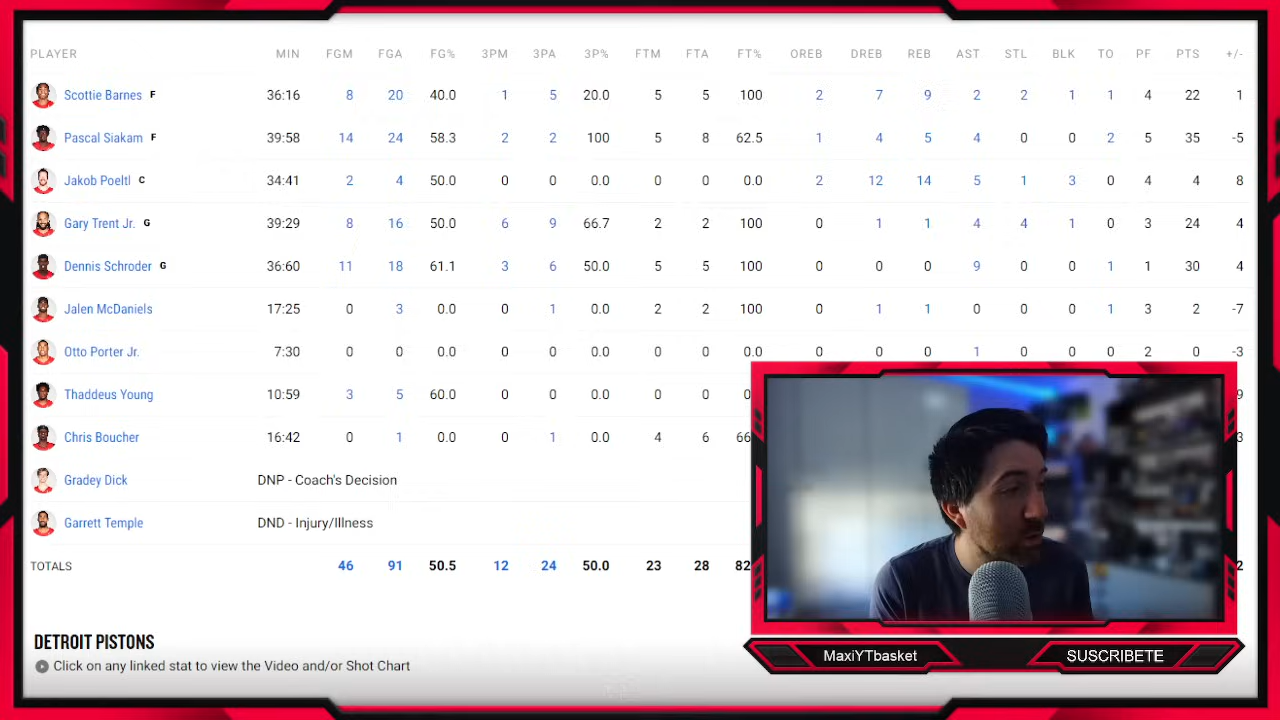 PLAYER MIN FGM FGA FG% 3PM 3PA 3P% FTM FTA FT% OREB DREB REB AST STL BLK TO PF PTS +/-
Scottie Barnes F 36:16 8 20 40.0 1 5 20.0 5 5 100 2 7 9 2 2 1 1 4 22 1
Pascal Siakam F 39:58 14 24 58.3 2 2 100 5 8 62.5 1 4 5 4 0 0 2 5 35 -5
Jakob Poeltl C 34:41 2 4 50.0 0 0 0.0 0 0 0.0 2 12 14 5 1 3 0 4 4 8
Gary Trent Jr. G 39:29 8 16 50.0 6 9 66.7 2 2 100 0 1 1 4 4 1 0 3 24 4
Dennis Schroder G 36:60 11 18 61.1 3 6 50.0 5 5 100 0 0 0 9 0 0 1 1 30 4
Jalen McDaniels 17:25 0 3 0.0 0 1 0.0 2 2 100 0 1 1 0 0 0 1 3 2 -7
Otto Porter Jr. 7:30 0 0 0.0 0 0 0.0 0 0 0.0 0 0 0 1 0 0 0 2 0 -3
Thaddeus Young 10:59 3 5 60.0 0 0 0.0 0 0
Chris Boucher 16:42 0 1 0.0 0 1 0.0 4 6
Gradey Dick DNP - Coach's Decision
Garrett Temple DND - Injury/Illness
TOTALS 46 91 50.5 12 24 50.0 23 28
DETROIT PISTONS
Click on any linked stat to view the Video and/or Shot Chart
MaxiYTbasket
SUSCRIBETE